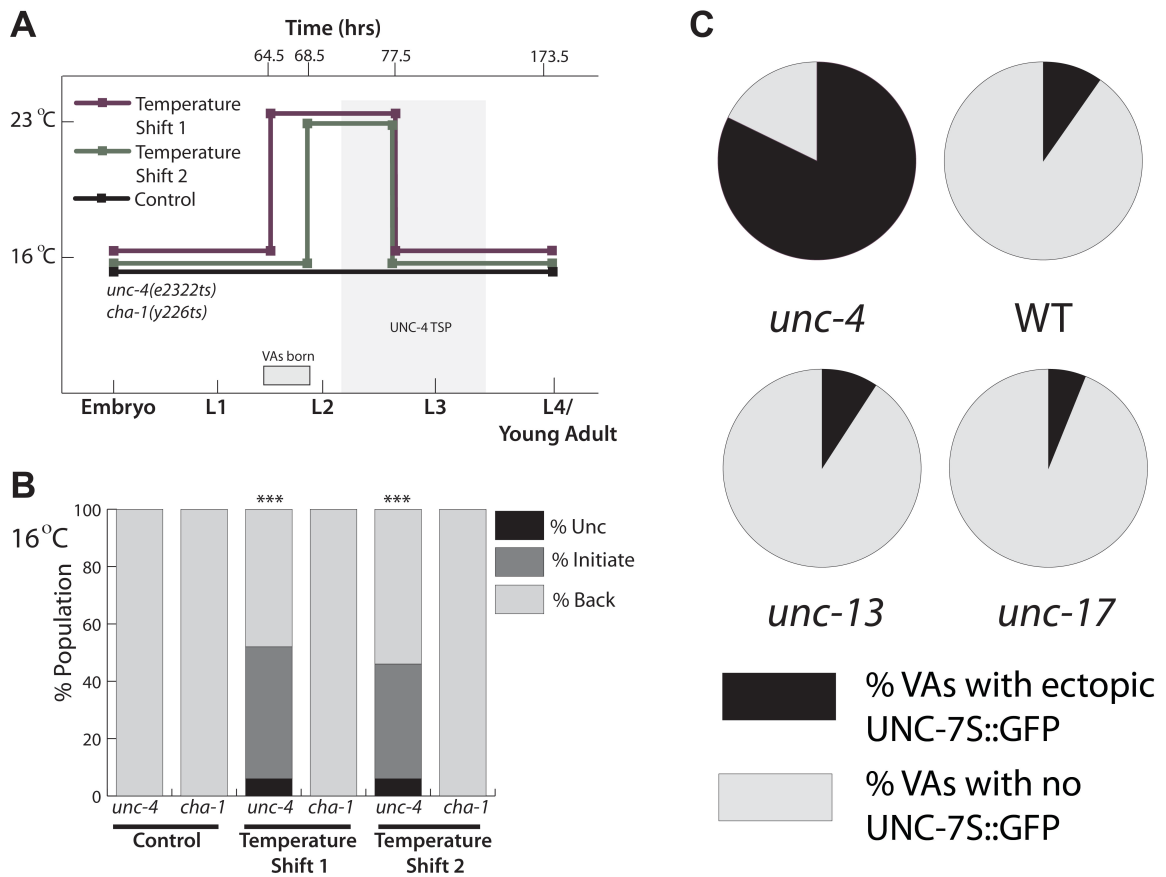 A
Time (hrs)
64.5 68.5 77.5 173.5
23 °C
16 °C
Temperature
Shift 1
Temperature
Shift 2
Control
unc-4(e2322ts)
cha-1(y226ts)
UNC-4 TSP
VAs born
Embryo L1 L2 L3 L4/
Young Adult
B
16°C
% Population
100
80
60
40
20
0
*** ***
% Unc
% Initiate
% Back
unc-4 cha-1 unc-4 cha-1 unc-4 cha-1
Control Temperature Temperature
Shift 1 Shift 2
C
unc-4 WT
unc-13 unc-17
% VAs with ectopic
UNC-7S::GFP
% VAs with no
UNC-7S::GFP